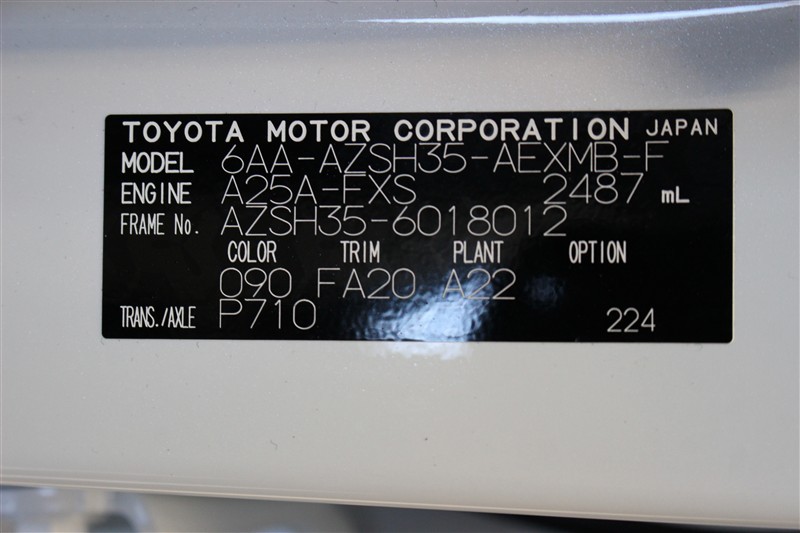 TOYOTA MOTOR CORPORATION JAPAN
MODEL 6AA-AZSH35-AEXMB-F
ENGINE A25A-FXS 2487 mL
FRAME No. AZSH35-6018012
COLOR TRIM PLANT OPTION
090 FA20 A22
TRANS./AXLE P710 224